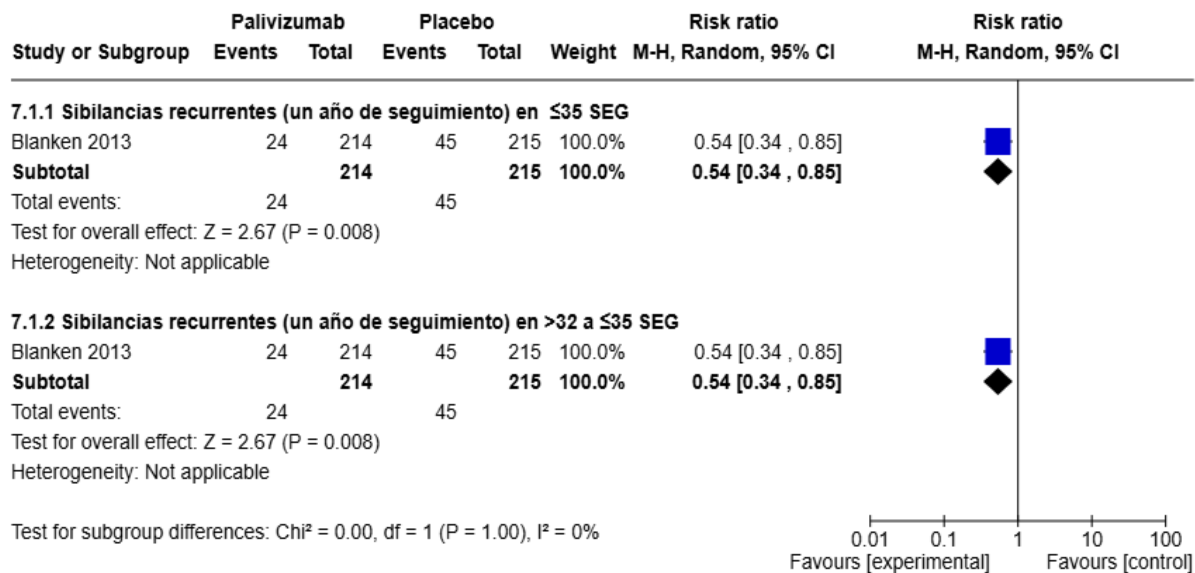 Palivizumab Placebo Risk ratio Risk ratio
Study or Subgroup Events Total Events Total Weight M-H, Random, 95% CI M-H, Random, 95% CI
7.1.1 Sibilancias recurrentes (un año de seguimiento) en ≤35 SEG
Blanken 2013 24 214 45 215 100.0% 0.54 [0.34 , 0.85]
Subtotal 214 215 100.0% 0.54 [0.34 , 0.85]
Total events: 24 45
Test for overall effect: Z = 2.67 (P = 0.008)
Heterogeneity: Not applicable
7.1.2 Sibilancias recurrentes (un año de seguimiento) en >32 a ≤35 SEG
Blanken 2013 24 214 45 215 100.0% 0.54 [0.34 , 0.85]
Subtotal 214 215 100.0% 0.54 [0.34 , 0.85]
Total events: 24 45
Test for overall effect: Z = 2.67 (P = 0.008)
Heterogeneity: Not applicable
Test for subgroup differences: Chi² = 0.00, df = 1 (P = 1.00), I² = 0%
0.01 0.1 1 10 100
Favours [experimental] Favours [control]